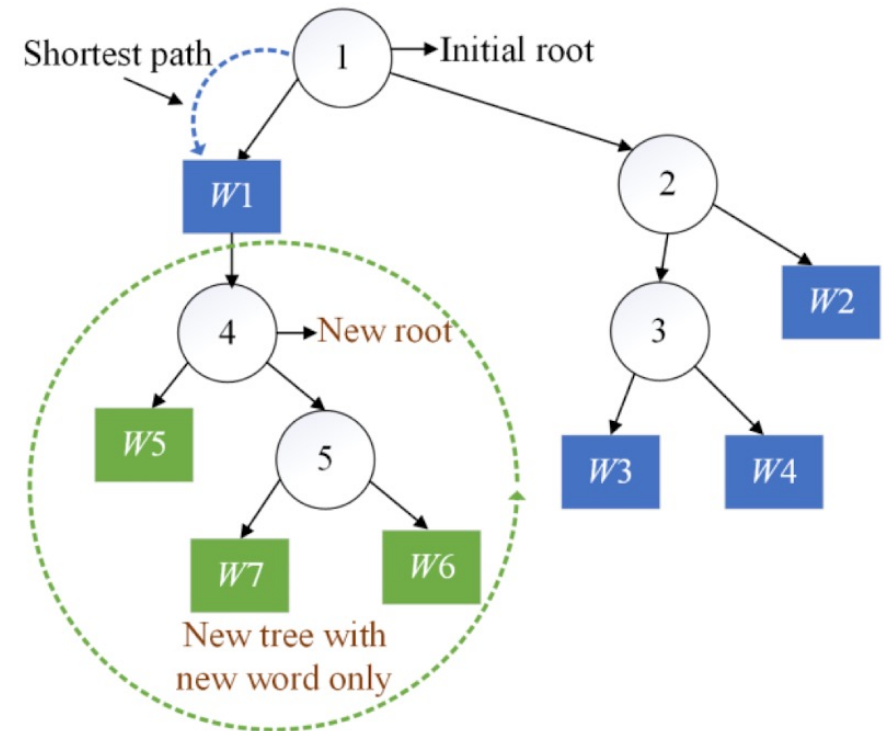 1
Initial root
Shortest path
2
W1
W2
4
New root
3
W5
5
W3
W4
W7
W6
New tree with
new word only